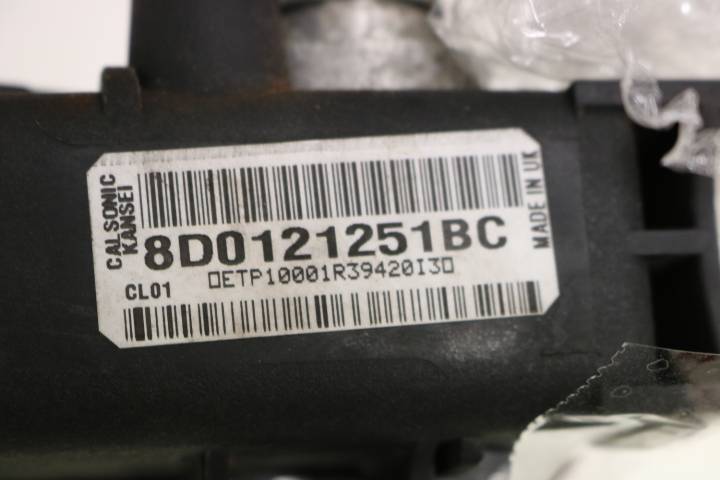 CALSONIC
KANSEI
8D0121251BC
▯ETP10001R39420I3▯
CL01
MADE IN UK